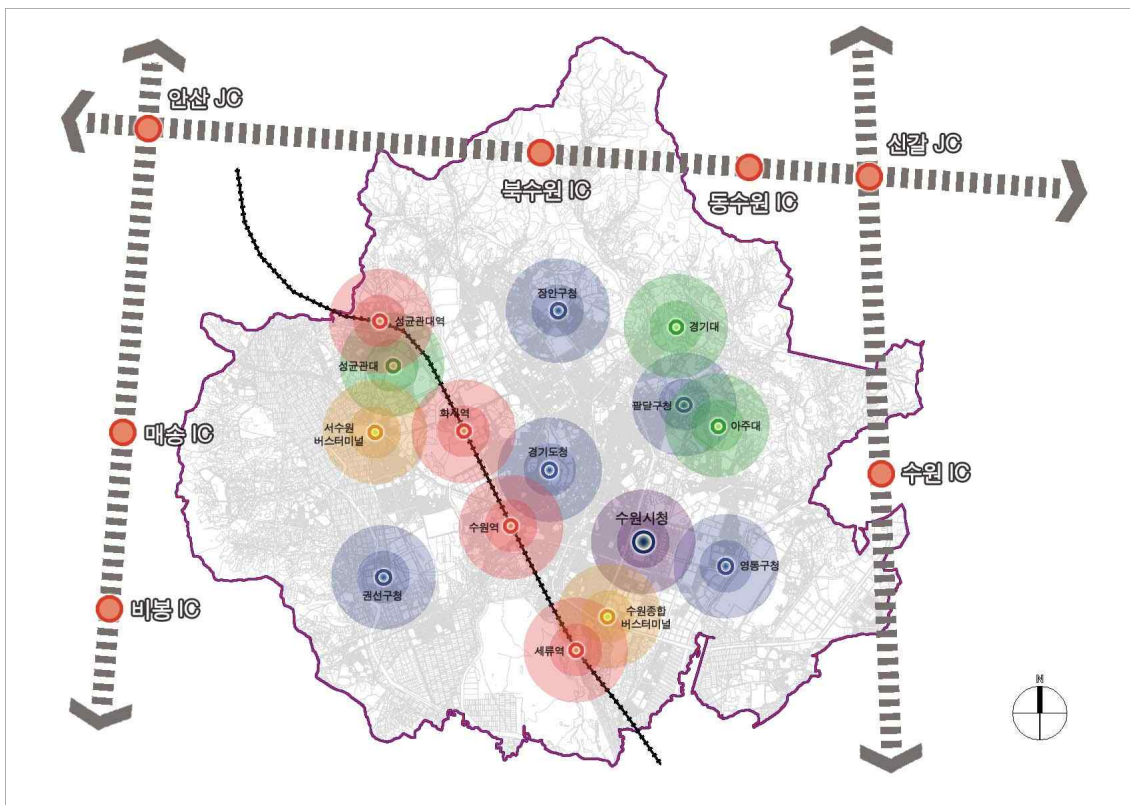 안산 JC
신갈 JC
북수원 IC
동수원 IC
장안구청
성균관대역
경기대
성균관대
팔달구청
화서역
서수원
버스터미널
아주대
매송 IC
경기도청
수원 IC
수원역
수원시청
영통구청
권선구청
비봉 IC
수원종합
버스터미널
세류역
N